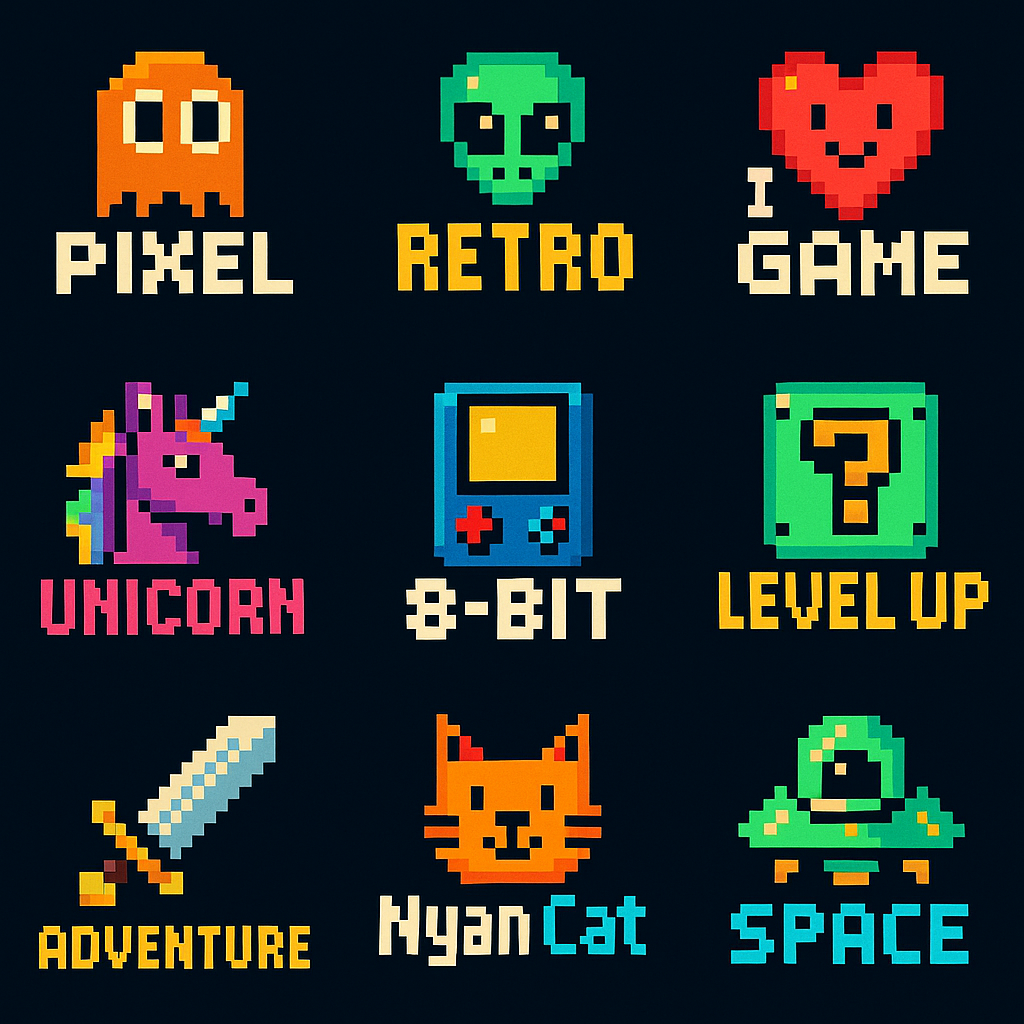 PIXEL
RETRO
I
GAME
UNICORN
8-BIT
?
LEVEL UP
ADVENTURE
Nyan Cat
SPACE